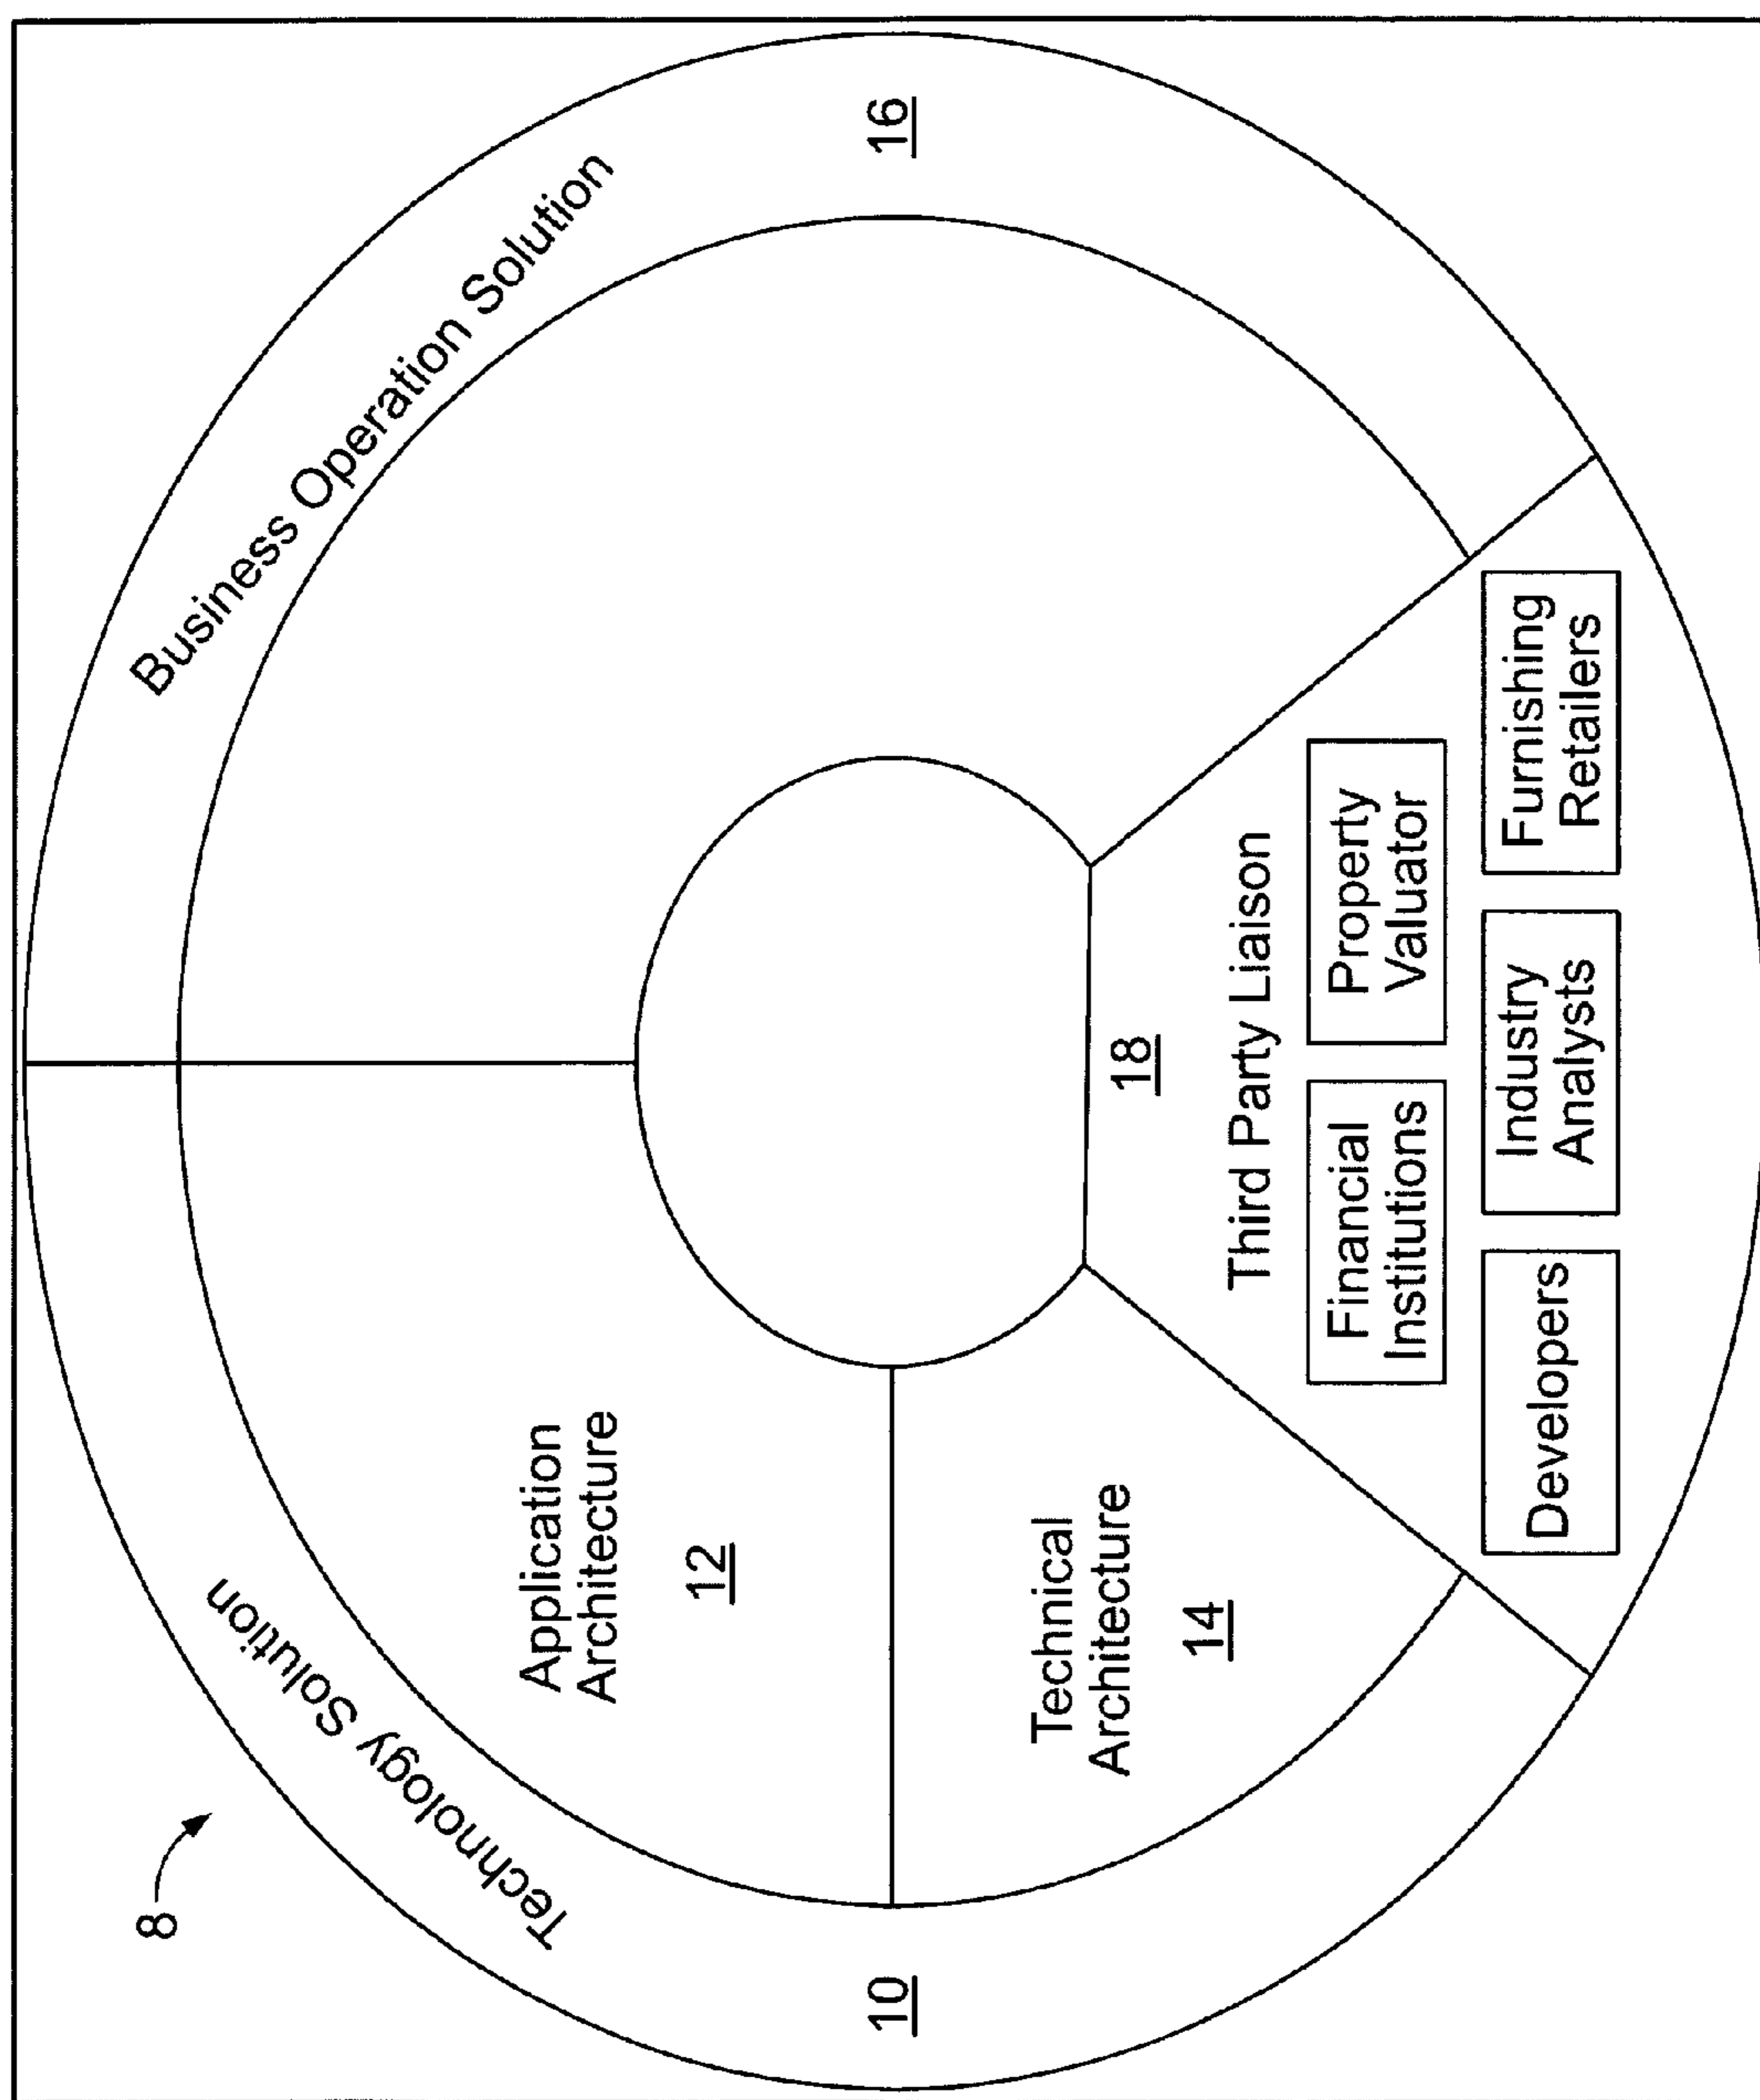 8
Technology Solution
Business Operation Solution
10
16
Application
Architecture
12
Technical
Architecture
14
18
Third Party Liaison
Financial
Institutions
Property
Valuator
Developers
Industry
Analysts
Furnishing
Retailers